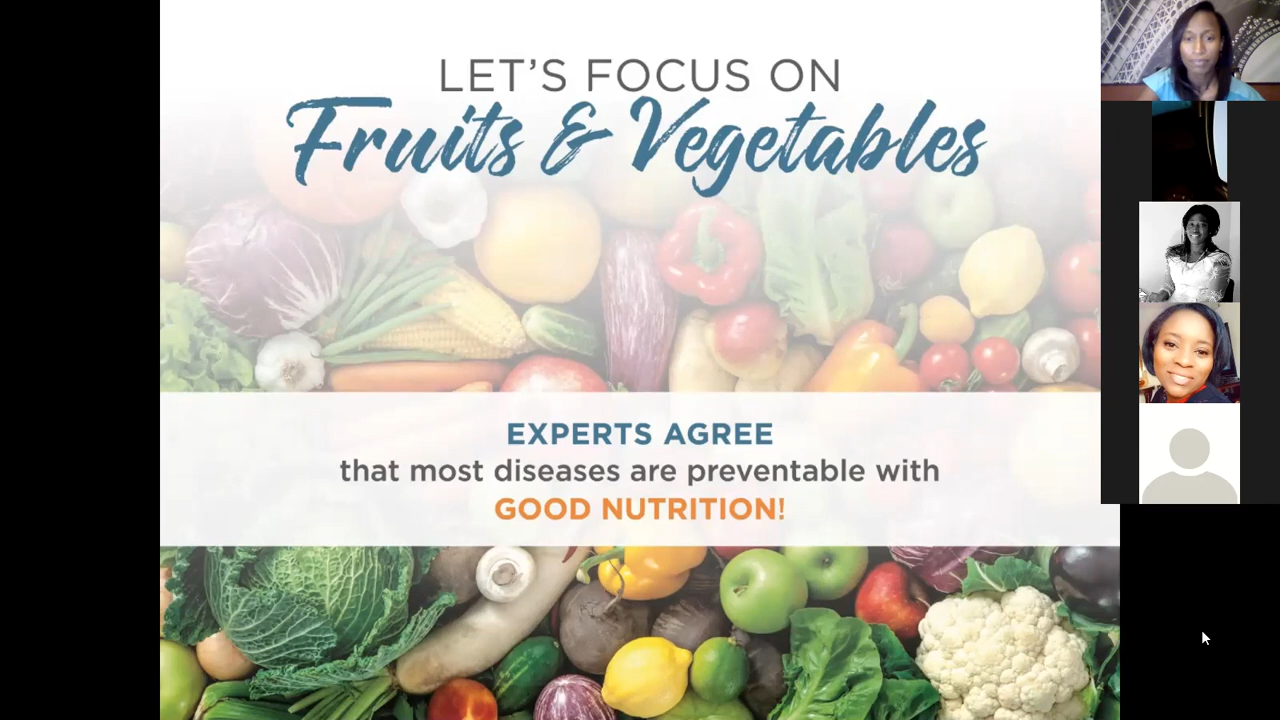 LET'S FOCUS ON
Fruits & Vegetables
EXPERTS AGREE
that most diseases are preventable with
GOOD NUTRITION!